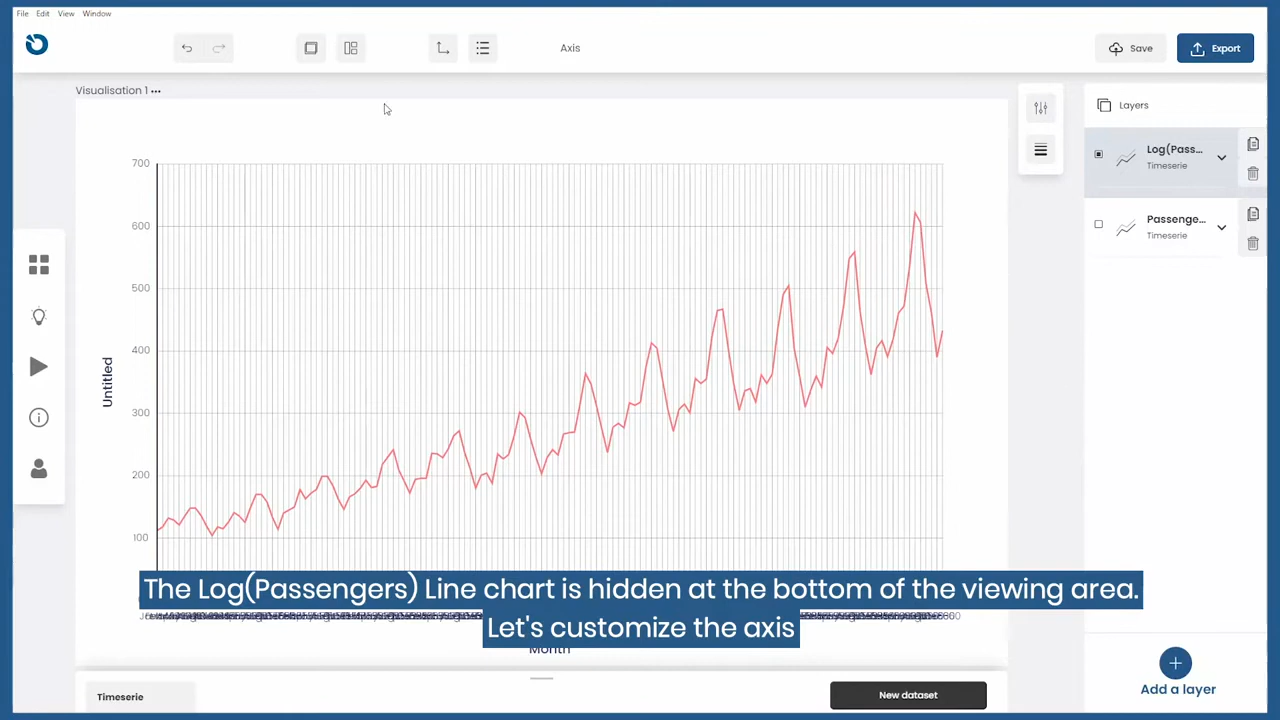 File Edit View Window
Axis
Save
Export
Visualisation 1 •••
Layers
Log(Pass...
Timeserie
Passenge...
Timeserie
700
600
500
400
300
200
100
Untitled
The Log(Passengers) Line chart is hidden at the bottom of the viewing area.
Let's customize the axis
Month
Timeserie
New dataset
Add a layer